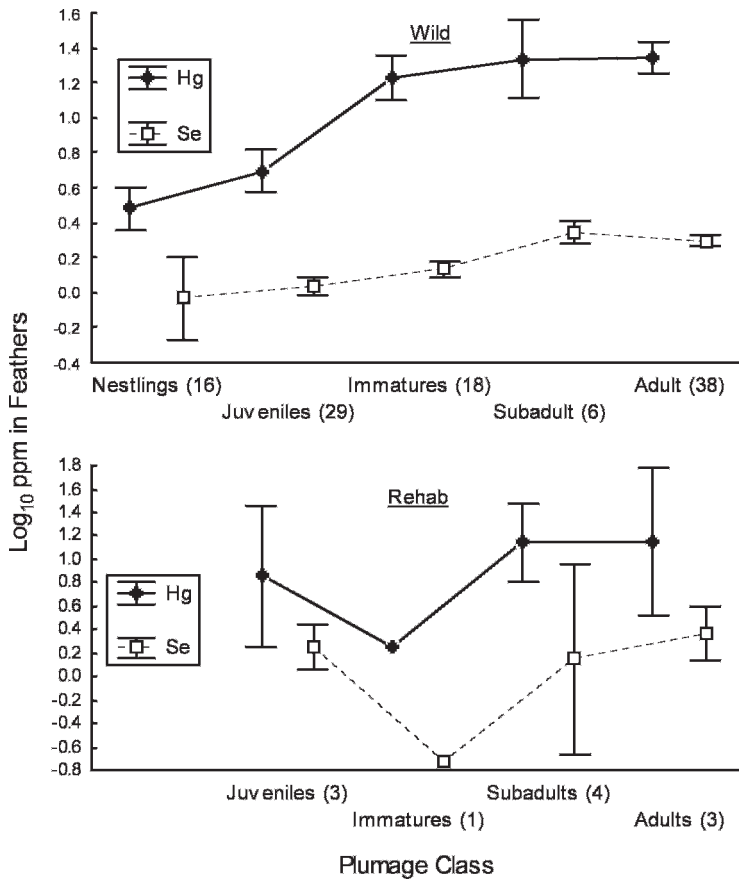 Log10 ppm in Feathers
1.6
1.4
1.2
1.0
0.8
0.6
0.4
0.2
0.0
-0.2
-0.4
Wild
Hg
Se
Nestlings (16)
Juveniles (29)
Immatures (18)
Subadult (6)
Adult (38)
1.8
1.6
1.4
1.2
1.0
0.8
0.6
0.4
0.2
0.0
-0.2
-0.4
-0.6
-0.8
Rehab
Hg
Se
Juveniles (3)
Immatures (1)
Subadults (4)
Adults (3)
Plumage Class